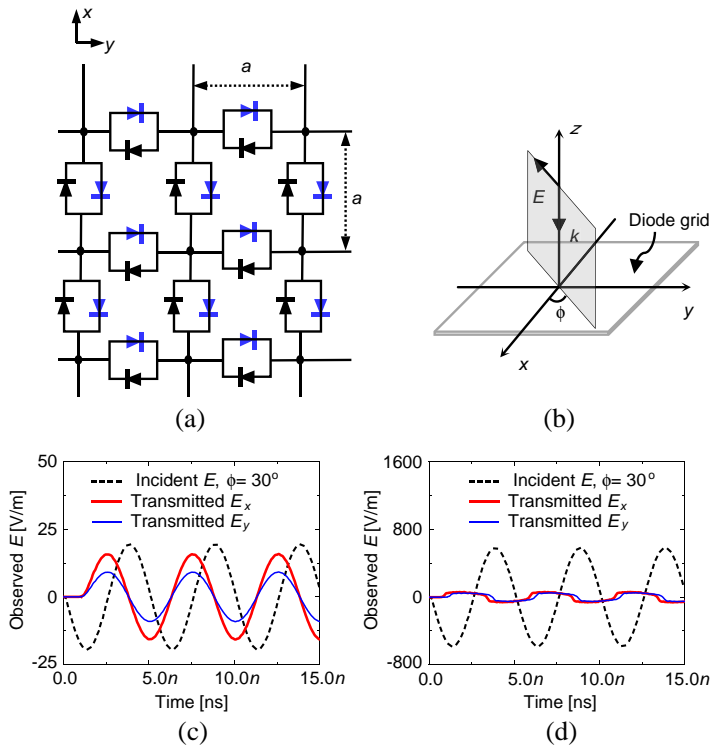 x
y
a
a
(a)
z
E
k
Diode grid
ϕ
x
y
(b)
50
25
0
-25
Observed E [V/m]
Incident E, ϕ= 30°
Transmitted Ex
Transmitted Ey
0.0
5.0n
10.0n
15.0n
Time [ns]
(c)
1600
800
0
-800
Observed E [V/m]
Incident E, ϕ= 30°
Transmitted Ex
Transmitted Ey
0.0
5.0n
10.0n
15.0n
Time [ns]
(d)